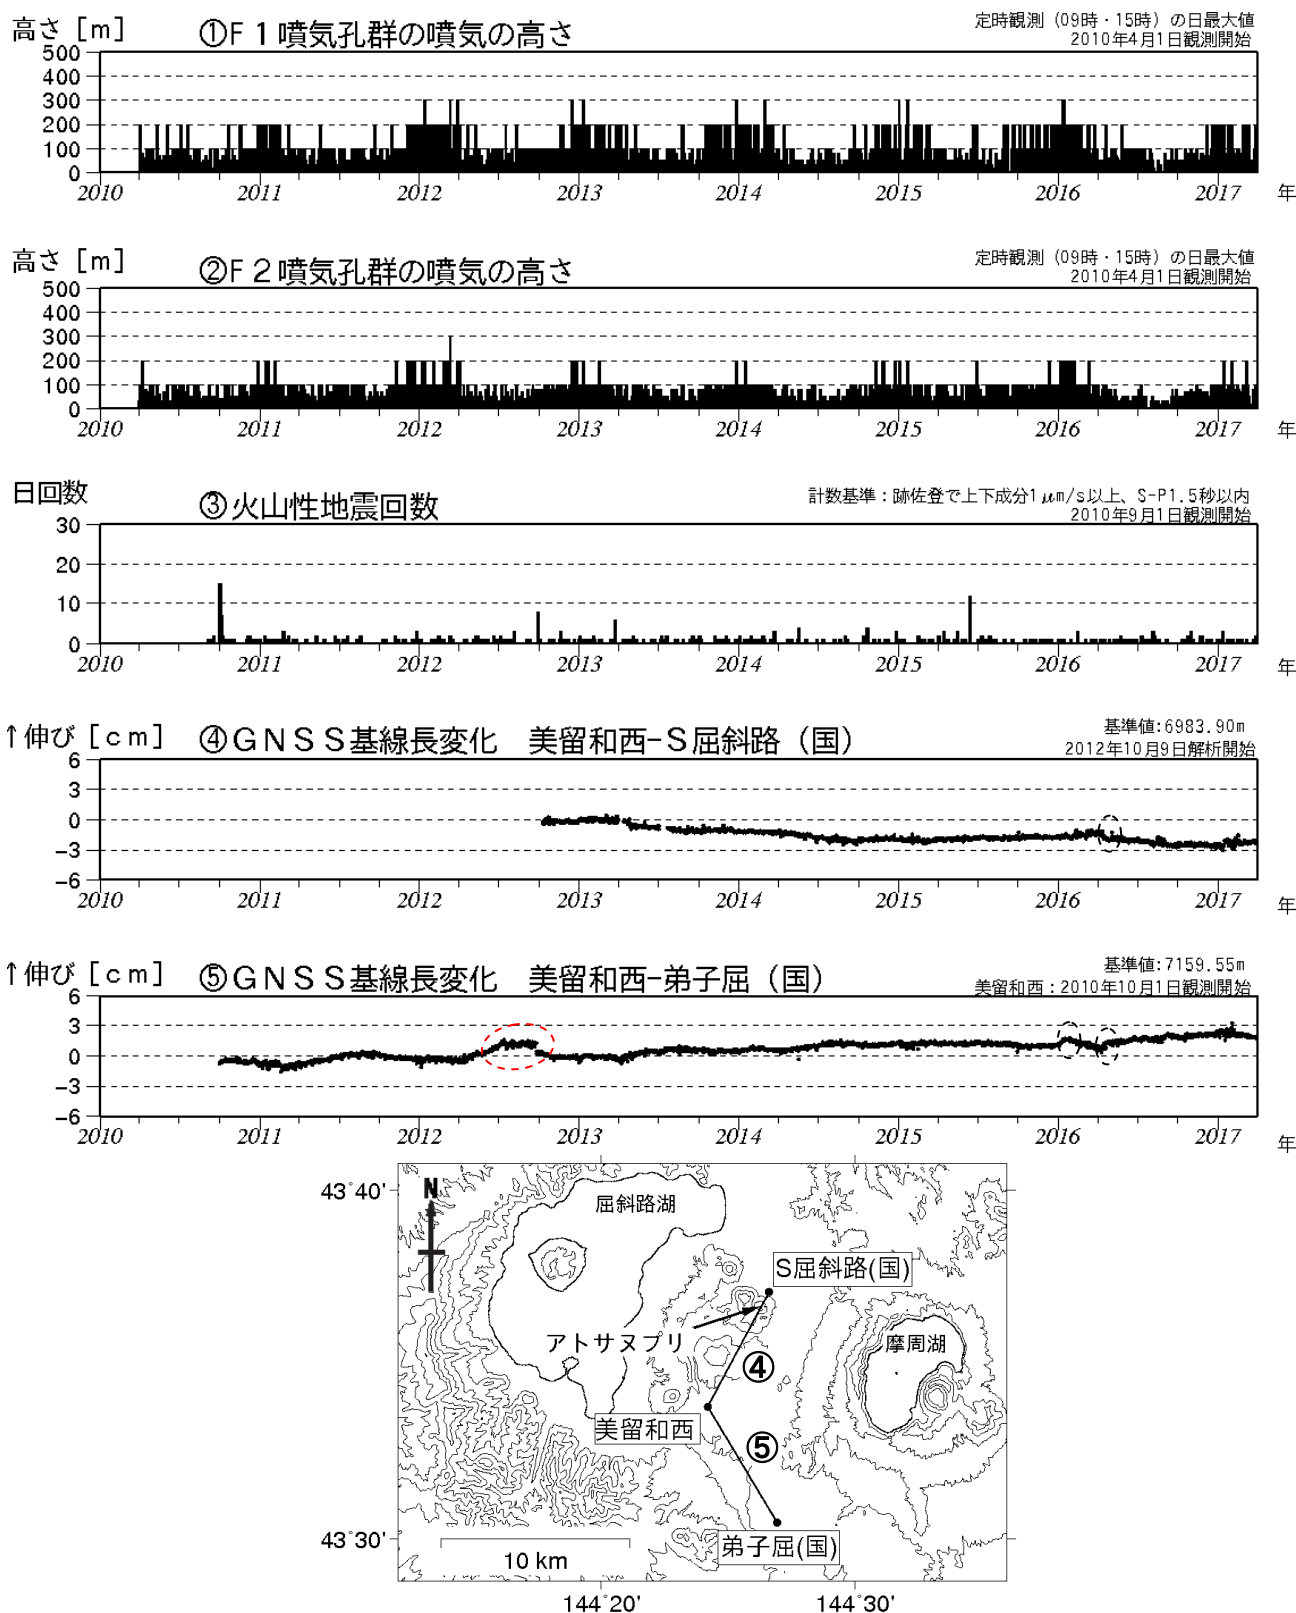 高さ [m] ①F1噴気孔群の噴気の高さ 定時観測(09時・15時)の日最大値
2010年4月1日観測開始
500
400
300
200
100
0
2010 2011 2012 2013 2014 2015 2016 2017 年
高さ [m] ②F2噴気孔群の噴気の高さ 定時観測(09時・15時)の日最大値
2010年4月1日観測開始
500
400
300
200
100
0
2010 2011 2012 2013 2014 2015 2016 2017 年
日回数 ③火山性地震回数 計数基準:跡佐登で上下成分1μm/s以上、S-P1.5秒以内
2010年9月1日観測開始
30
20
10
0
2010 2011 2012 2013 2014 2015 2016 2017 年
↑伸び [cm] ④GNSS基線長変化 美留和西-S屈斜路(国) 基準値:6983.90m
2012年10月9日解析開始
6
3
0
-3
-6
2010 2011 2012 2013 2014 2015 2016 2017 年
↑伸び [cm] ⑤GNSS基線長変化 美留和西-弟子屈(国) 基準値:7159.55m
美留和西:2010年10月1日観測開始
6
3
0
-3
-6
2010 2011 2012 2013 2014 2015 2016 2017 年
43°40'
N
屈斜路湖
S屈斜路(国)
アトサヌプリ
摩周湖
④
美留和西
⑤
43°30'
弟子屈(国)
10 km
144°20' 144°30'